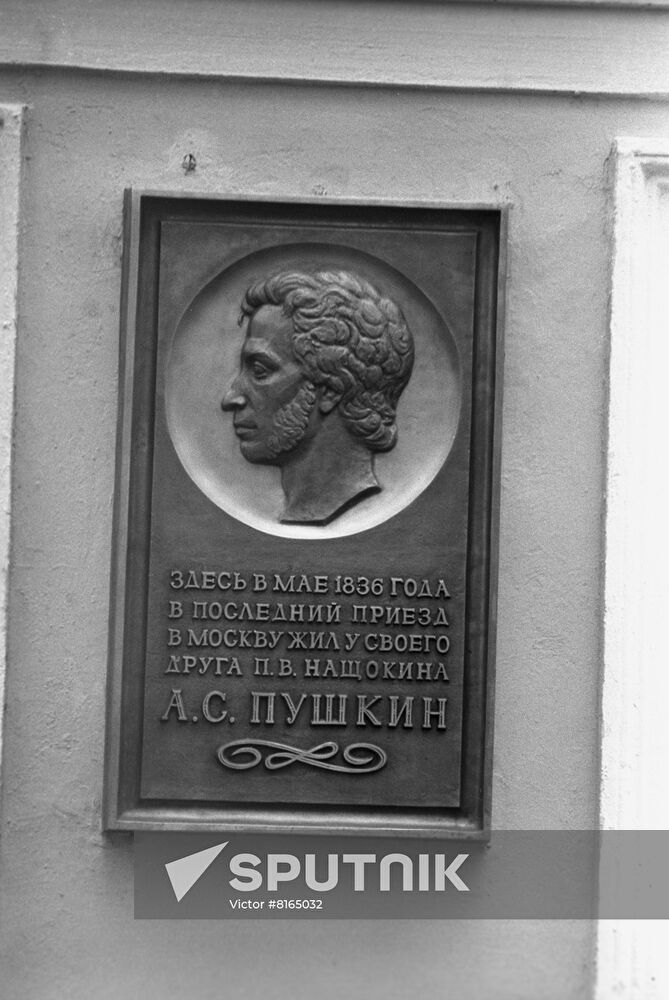 ЗДЕСЬ В МАЕ 1836 ГОДА
В ПОСЛЕДНИЙ ПРИЕЗД
В МОСКВУ ЖИЛ У СВОЕГО
ДРУГА П.В. НАЩОКИНА
А.С. ПУШКИН
SPUTNIK
Victor #8165032